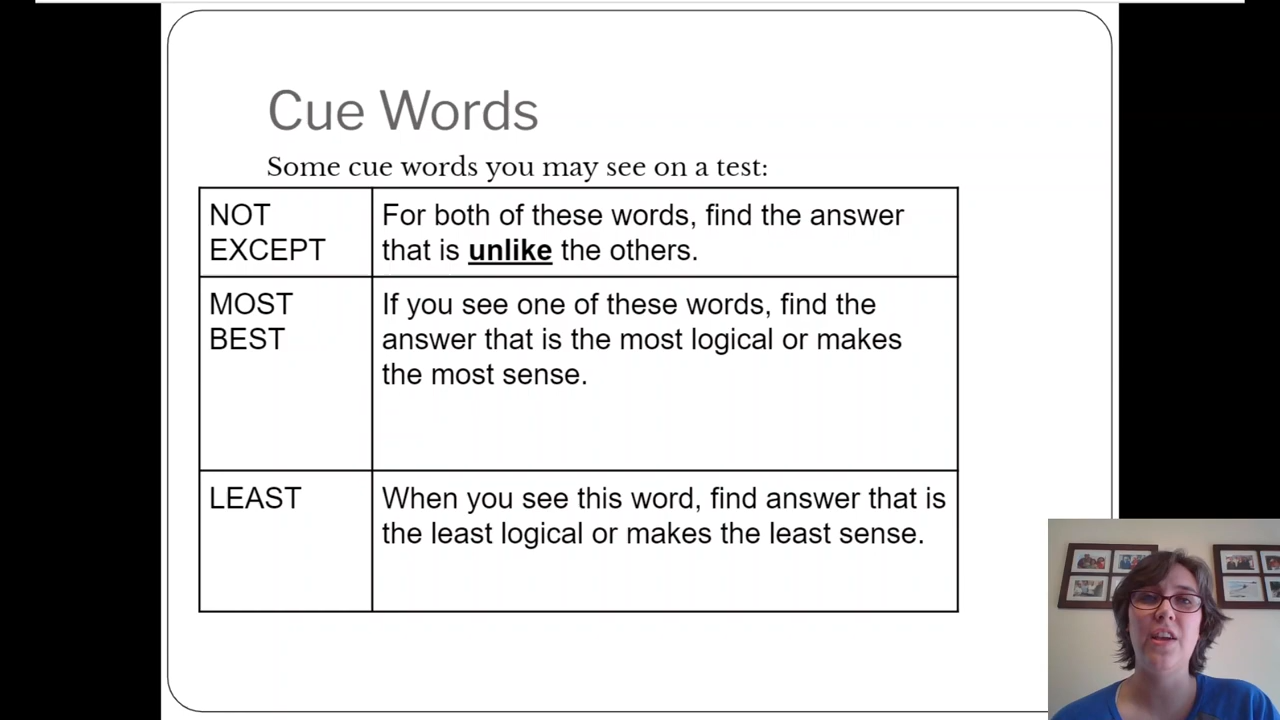 Cue Words
Some cue words you may see on a test:
NOT
EXCEPT
For both of these words, find the answer
that is unlike the others.
MOST
BEST
If you see one of these words, find the
answer that is the most logical or makes
the most sense.
LEAST
When you see this word, find answer that is
the least logical or makes the least sense.